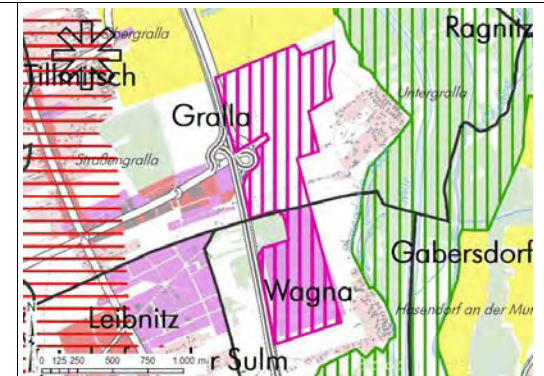 Obergralla
Ragnitz
Tillmitsch
Untergralla
Gralla
Straßengralla
g
Gabersdorf
Wagna
Leibnitz
Hasendorf an der Mur
N
0 125 250 500 750 1.000 m
r Sulm